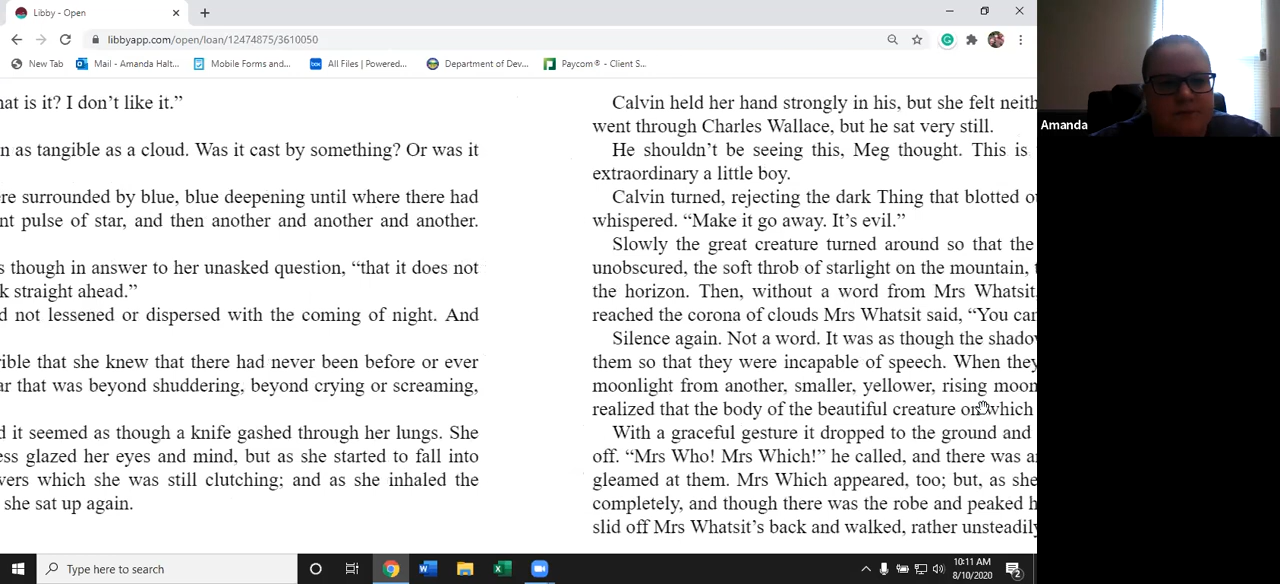 Libby - Open
libbyapp.com/open/loan/12474875/3610050
New Tab
Mail - Amanda Halt...
Mobile Forms and...
All Files | Powered...
Department of Dev...
Paycom® - Client S...
Amanda
hat is it? I don’t like it.”
n as tangible as a cloud. Was it cast by something? Or was it
re surrounded by blue, blue deepening until where there had
nt pulse of star, and then another and another and another.
s though in answer to her unasked question, “that it does not
k straight ahead.”
d not lessened or dispersed with the coming of night. And
rrible that she knew that there had never been before or ever
ar that was beyond shuddering, beyond crying or screaming,
d it seemed as though a knife gashed through her lungs. She
ess glazed her eyes and mind, but as she started to fall into
wers which she was still clutching; and as she inhaled the
she sat up again.
Calvin held her hand strongly in his, but she felt neith
went through Charles Wallace, but he sat very still.
He shouldn’t be seeing this, Meg thought. This is
extraordinary a little boy.
Calvin turned, rejecting the dark Thing that blotted o
whispered. “Make it go away. It’s evil.”
Slowly the great creature turned around so that the
unobscured, the soft throb of starlight on the mountain,
the horizon. Then, without a word from Mrs Whatsit,
reached the corona of clouds Mrs Whatsit said, “You can
Silence again. Not a word. It was as though the shado
them so that they were incapable of speech. When they
moonlight from another, smaller, yellower, rising moon
realized that the body of the beautiful creature on which
With a graceful gesture it dropped to the ground and
off. “Mrs Who! Mrs Which!” he called, and there was a
gleamed at them. Mrs Which appeared, too; but, as she
completely, and though there was the robe and peaked h
slid off Mrs Whatsit’s back and walked, rather unsteadily
Type here to search
10:11 AM
8/10/2020
2